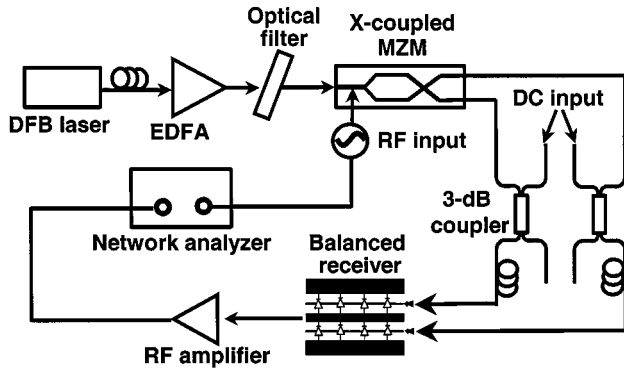 Optical
filter
X-coupled
MZM
DFB laser
EDFA
DC input
RF input
3-dB
coupler
Network analyzer
Balanced
receiver
RF amplifier